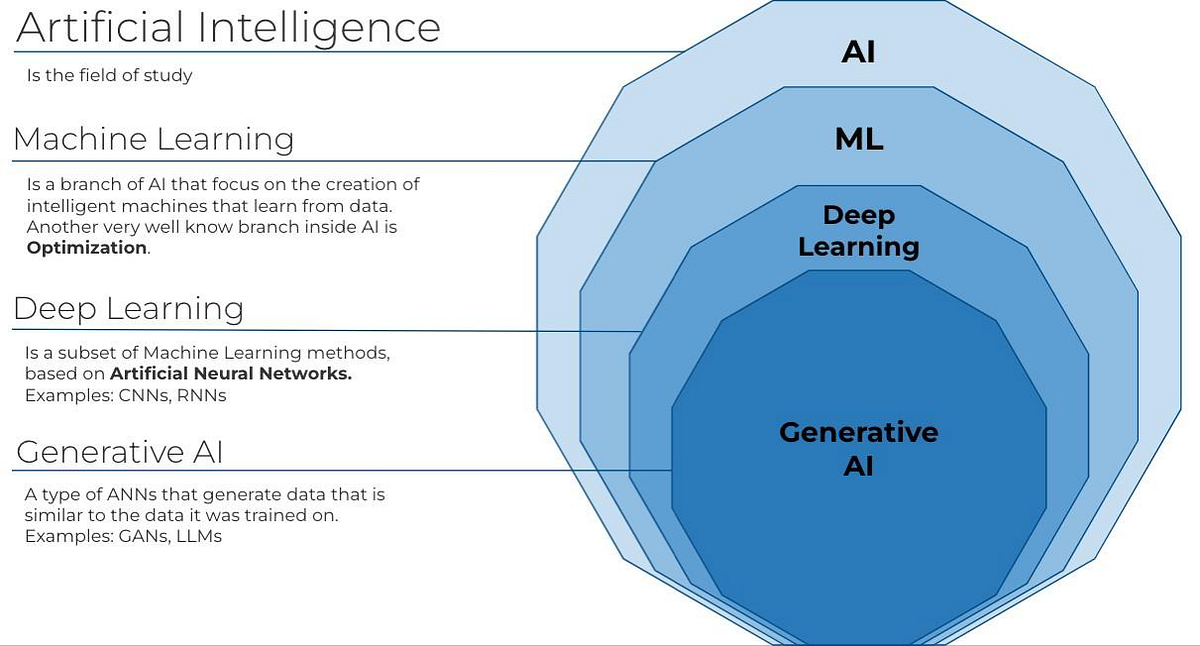 Artificial Intelligence
Is the field of study
Machine Learning
Is a branch of AI that focus on the creation of
intelligent machines that learn from data.
Another very well know branch inside AI is
Optimization.
Deep Learning
Is a subset of Machine Learning methods,
based on Artificial Neural Networks.
Examples: CNNs, RNNs
Generative AI
A type of ANNs that generate data that is
similar to the data it was trained on.
Examples: GANs, LLMs
AI
ML
Deep
Learning
Generative
AI